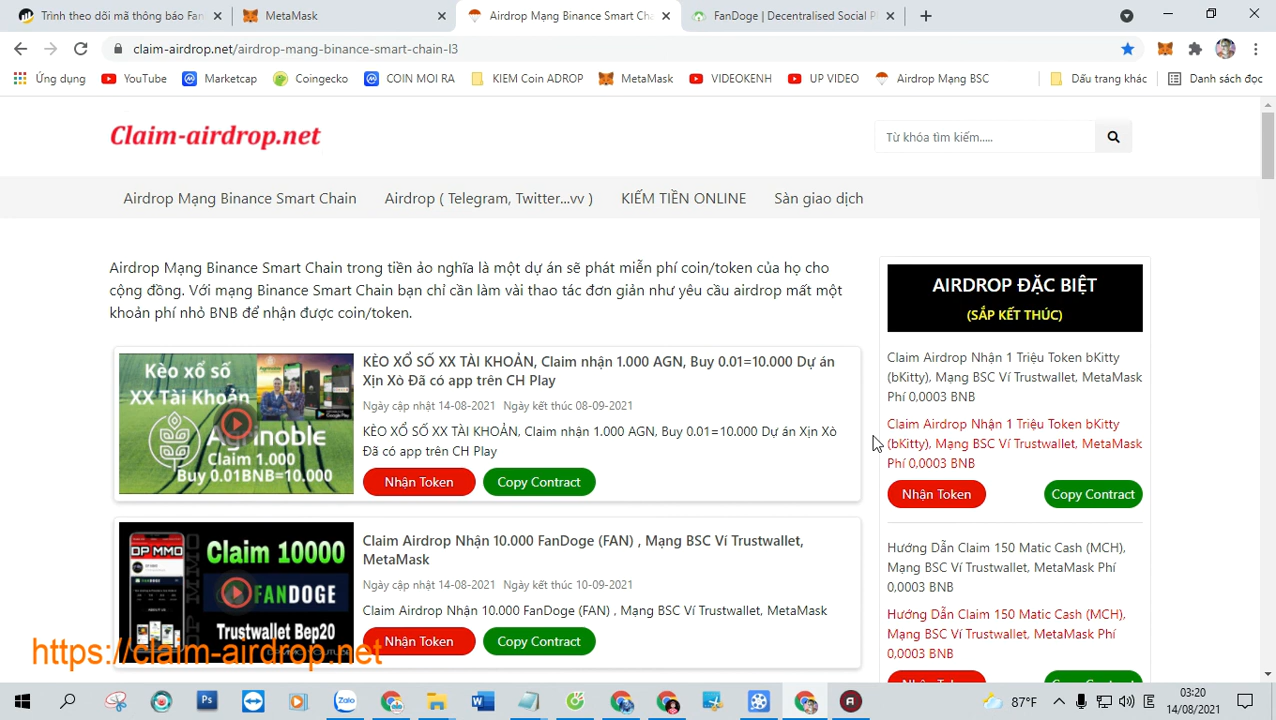 Trình theo dõi mã thông báo Fan
MetaMask
Airdrop Mạng Binance Smart Cha
FanDoge | Decentralised Social P
claim-airdrop.net/airdrop-mang-binance-smart-chain-l3
Ứng dụng
YouTube
Marketcap
Coingecko
COIN MOI RA
KIEM Coin ADROP
MetaMask
VIDEOKENH
UP VIDEO
Airdrop Mạng BSC
Dấu trang khác
Danh sách đọc
Claim-airdrop.net
Từ khóa tìm kiếm.....
Airdrop Mạng Binance Smart Chain
Airdrop ( Telegram, Twitter...vv )
KIẾM TIỀN ONLINE
Sàn giao dịch
Airdrop Mạng Binance Smart Chain trong tiền ảo nghĩa là một dự án sẽ phát miễn phí coin/token của họ cho
cộng đồng. Với mạng Binance Smart Chain bạn chỉ cần làm vài thao tác đơn giản như yêu cầu airdrop mất một
khoản phí nhỏ BNB để nhận được coin/token.
Kèo xổ số
XX Tài Khoản
Agrinoble
Claim 1.000
Buy 0.01BNB=10.000
KÈO XỔ SỐ XX TÀI KHOẢN, Claim nhận 1.000 AGN, Buy 0.01=10.000 Dự án
Xịn Xò Đã có app trên CH Play
Ngày cập nhật 14-08-2021 Ngày kết thúc 08-09-2021
KÈO XỔ SỐ XX TÀI KHOẢN, Claim nhận 1.000 AGN, Buy 0.01=10.000 Dự án Xịn Xò
Đã có app trên CH Play
Nhận Token
Copy Contract
DP MMO
Claim 10000
FANDOGE
Trustwallet Bep20
Claim Airdrop Nhận 10.000 FanDoge (FAN) , Mạng BSC Ví Trustwallet,
MetaMask
Ngày cập nhật 14-08-2021 Ngày kết thúc 10-09-2021
Claim Airdrop Nhận 10.000 FanDoge (FAN) , Mạng BSC Ví Trustwallet, MetaMask
Nhận Token
Copy Contract
https://claim-airdrop.net
AIRDROP ĐẶC BIỆT
(SẮP KẾT THÚC)
Claim Airdrop Nhận 1 Triệu Token bKitty
(bKitty), Mạng BSC Ví Trustwallet, MetaMask
Phí 0,0003 BNB
Claim Airdrop Nhận 1 Triệu Token bKitty
(bKitty), Mạng BSC Ví Trustwallet, MetaMask
Phí 0,0003 BNB
Nhận Token
Copy Contract
Hướng Dẫn Claim 150 Matic Cash (MCH),
Mạng BSC Ví Trustwallet, MetaMask Phí
0,0003 BNB
Hướng Dẫn Claim 150 Matic Cash (MCH),
Mạng BSC Ví Trustwallet, MetaMask Phí
0,0003 BNB
87°F
03:20
14/08/2021